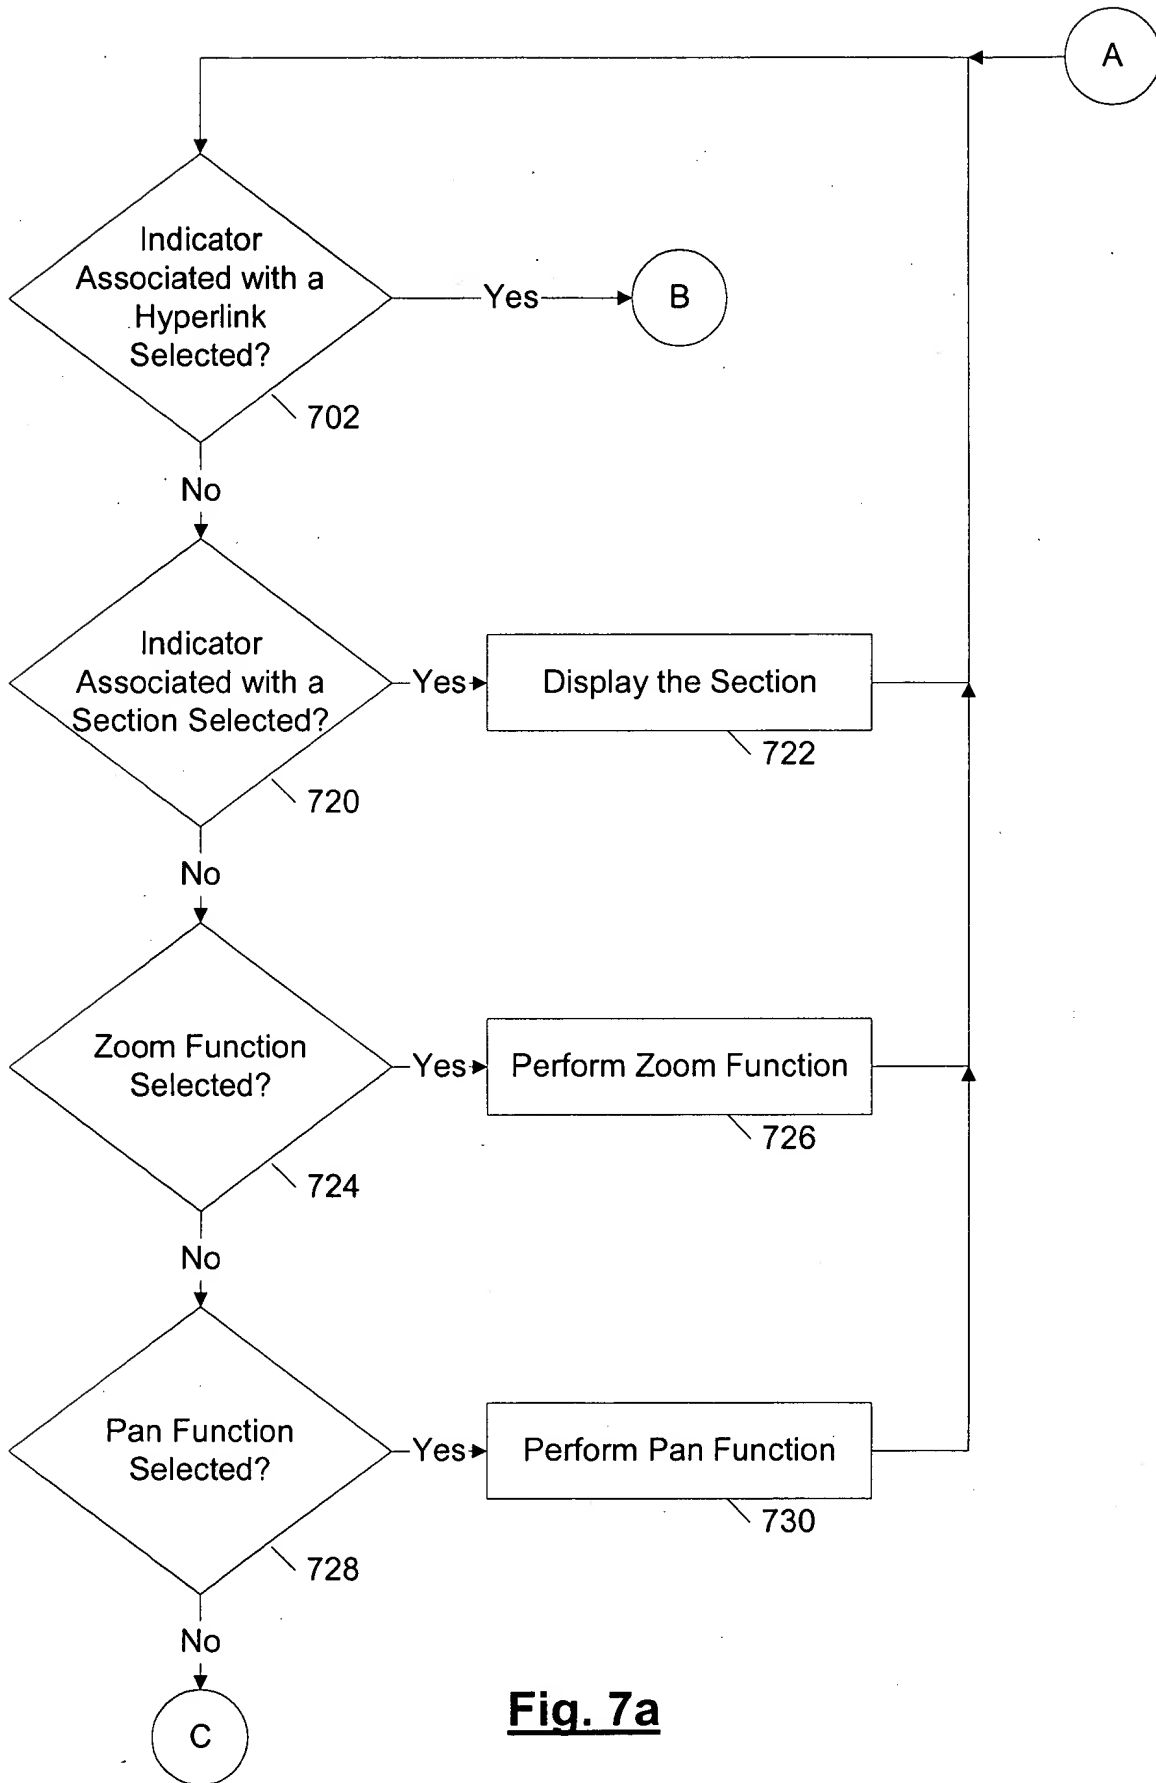 A
Indicator
Associated with a
Hyperlink
Selected?
Yes
B
702
No
Indicator
Associated with a
Section Selected?
Yes
Display the Section
722
720
No
Zoom Function
Selected?
Yes
Perform Zoom Function
726
724
No
Pan Function
Selected?
Yes
Perform Pan Function
730
728
No
C
Fig. 7a